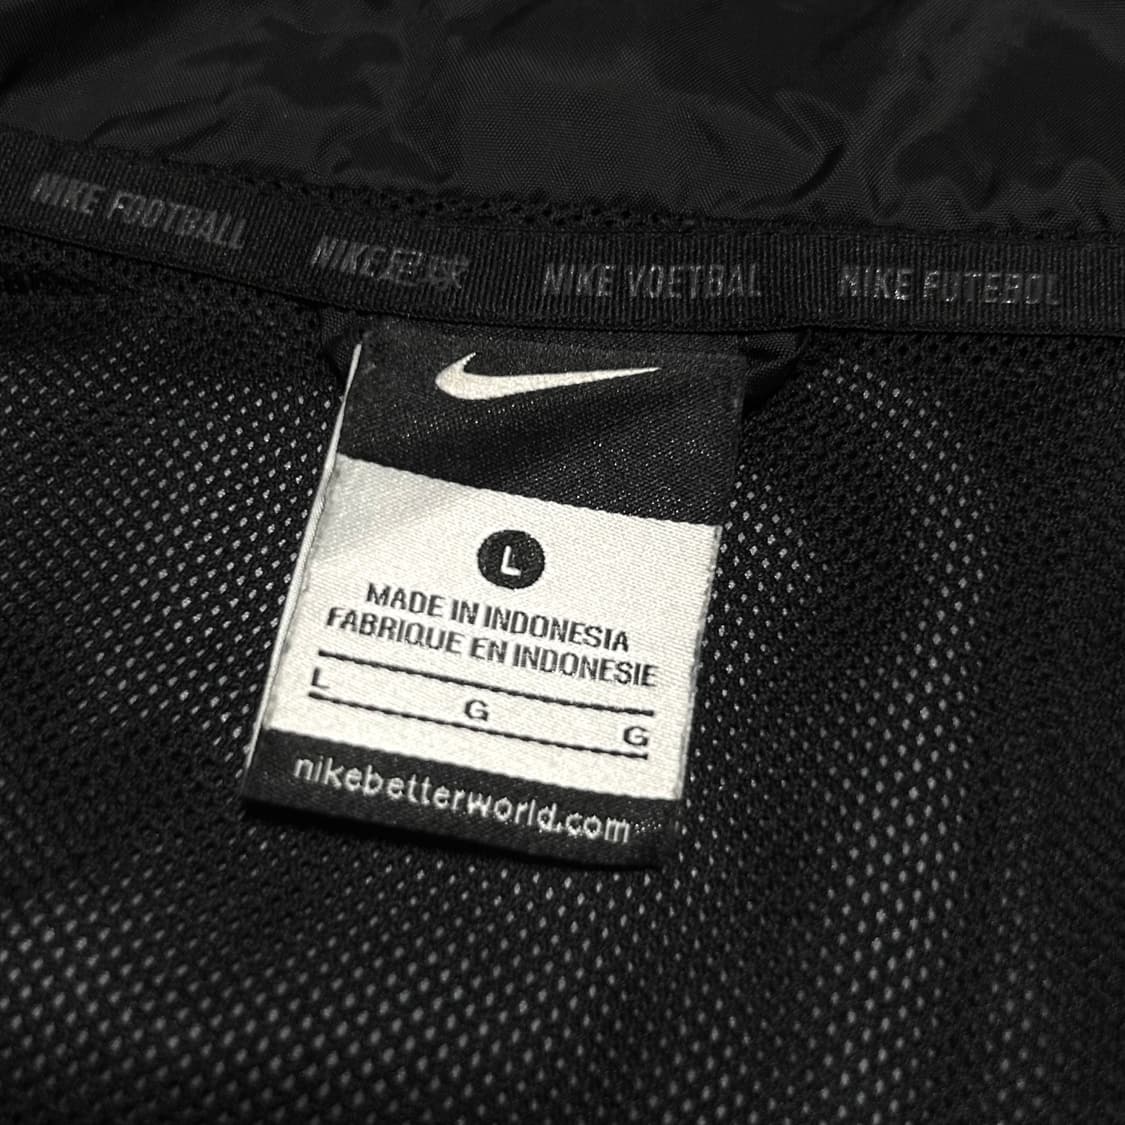 NIKE FOOTBALL NIKE足球 NIKE VOETBAL NIKE FUTEBOL
L
MADE IN INDONESIA
FABRIQUE EN INDONESIE
L G G
nikebetterworld.com